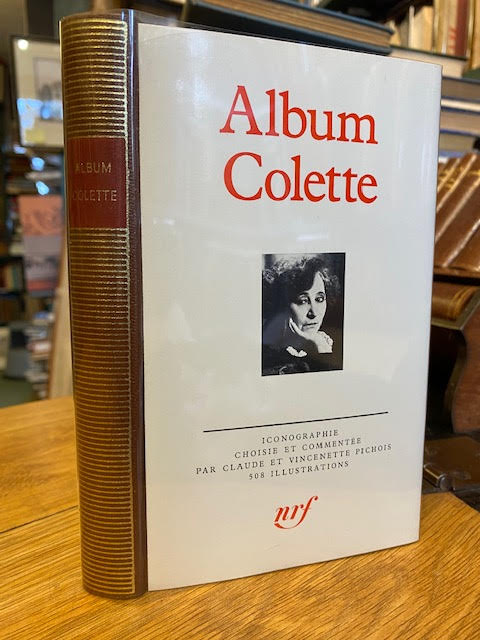 ALBUM
COLETTE
Album
Colette
ICONOGRAPHIE
CHOISIE ET COMMENTÉE
PAR CLAUDE ET VINCENETTE PICHOIS
508 ILLUSTRATIONS
nrf